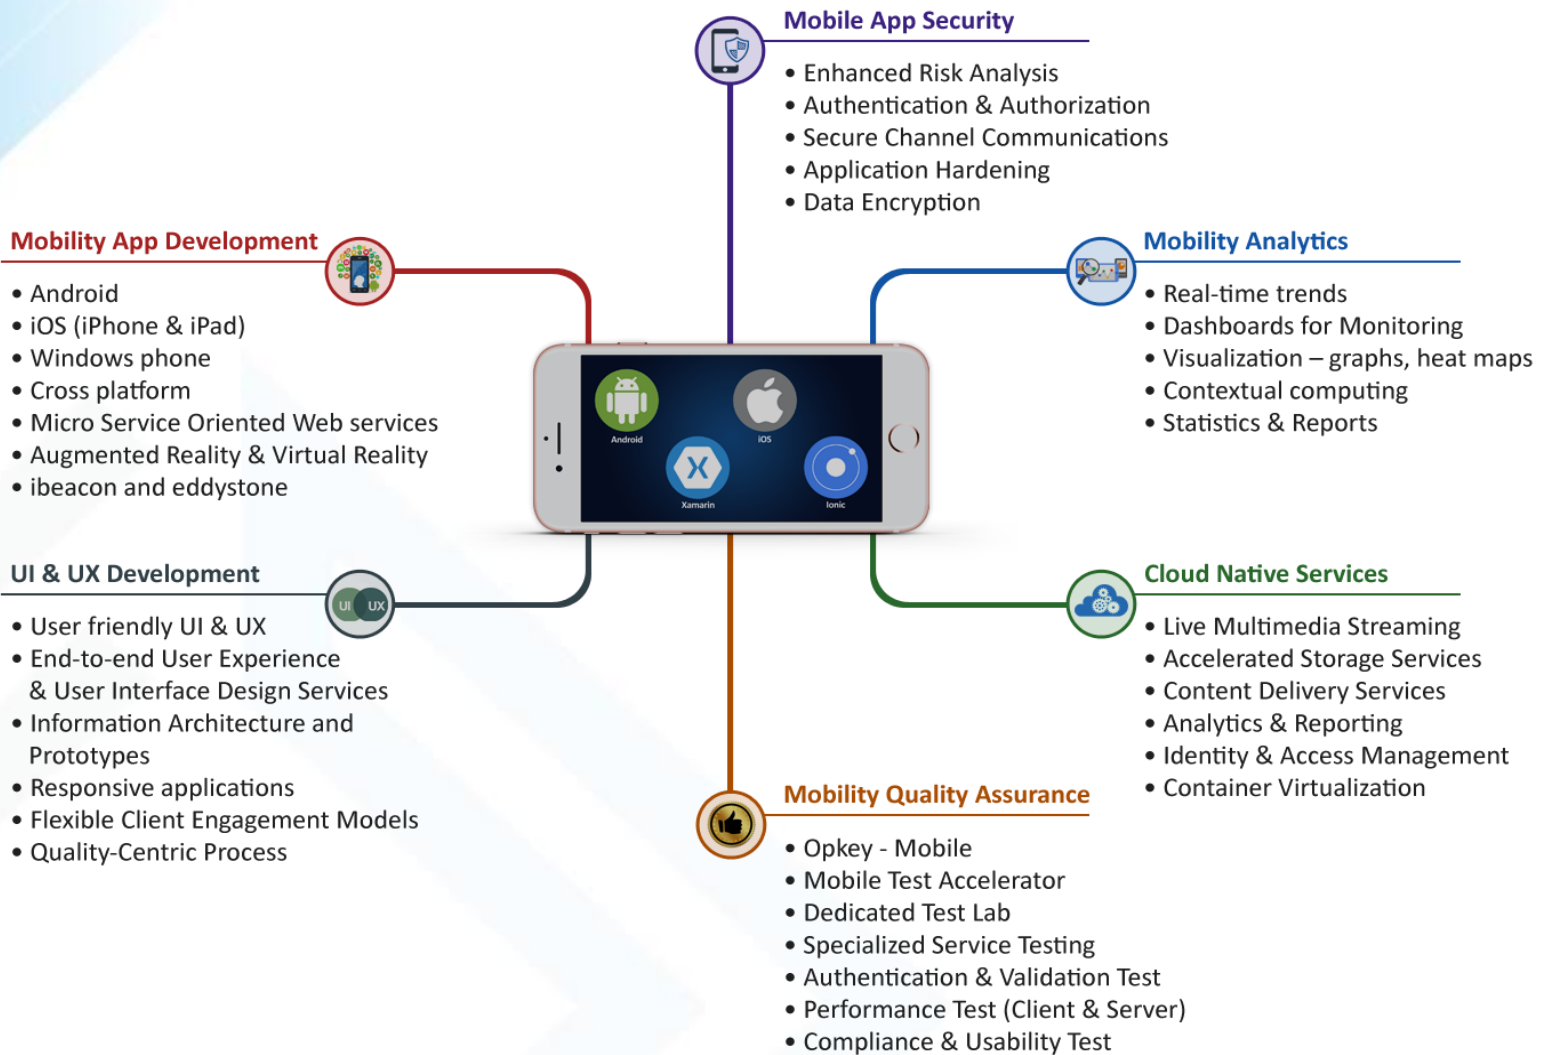 Mobile App Security
• Enhanced Risk Analysis
• Authentication & Authorization
• Secure Channel Communications
• Application Hardening
• Data Encryption
Mobility App Development
• Android
• iOS (iPhone & iPad)
• Windows phone
• Cross platform
• Micro Service Oriented Web services
• Augmented Reality & Virtual Reality
• ibeacon and eddystone
Mobility Analytics
• Real-time trends
• Dashboards for Monitoring
• Visualization – graphs, heat maps
• Contextual computing
• Statistics & Reports
Android
iOS
Xamarin
Ionic
UI & UX Development
UI UX
• User friendly UI & UX
• End-to-end User Experience
& User Interface Design Services
• Information Architecture and
Prototypes
• Responsive applications
• Flexible Client Engagement Models
• Quality-Centric Process
Cloud Native Services
• Live Multimedia Streaming
• Accelerated Storage Services
• Content Delivery Services
• Analytics & Reporting
• Identity & Access Management
• Container Virtualization
Mobility Quality Assurance
• Opkey - Mobile
• Mobile Test Accelerator
• Dedicated Test Lab
• Specialized Service Testing
• Authentication & Validation Test
• Performance Test (Client & Server)
• Compliance & Usability Test